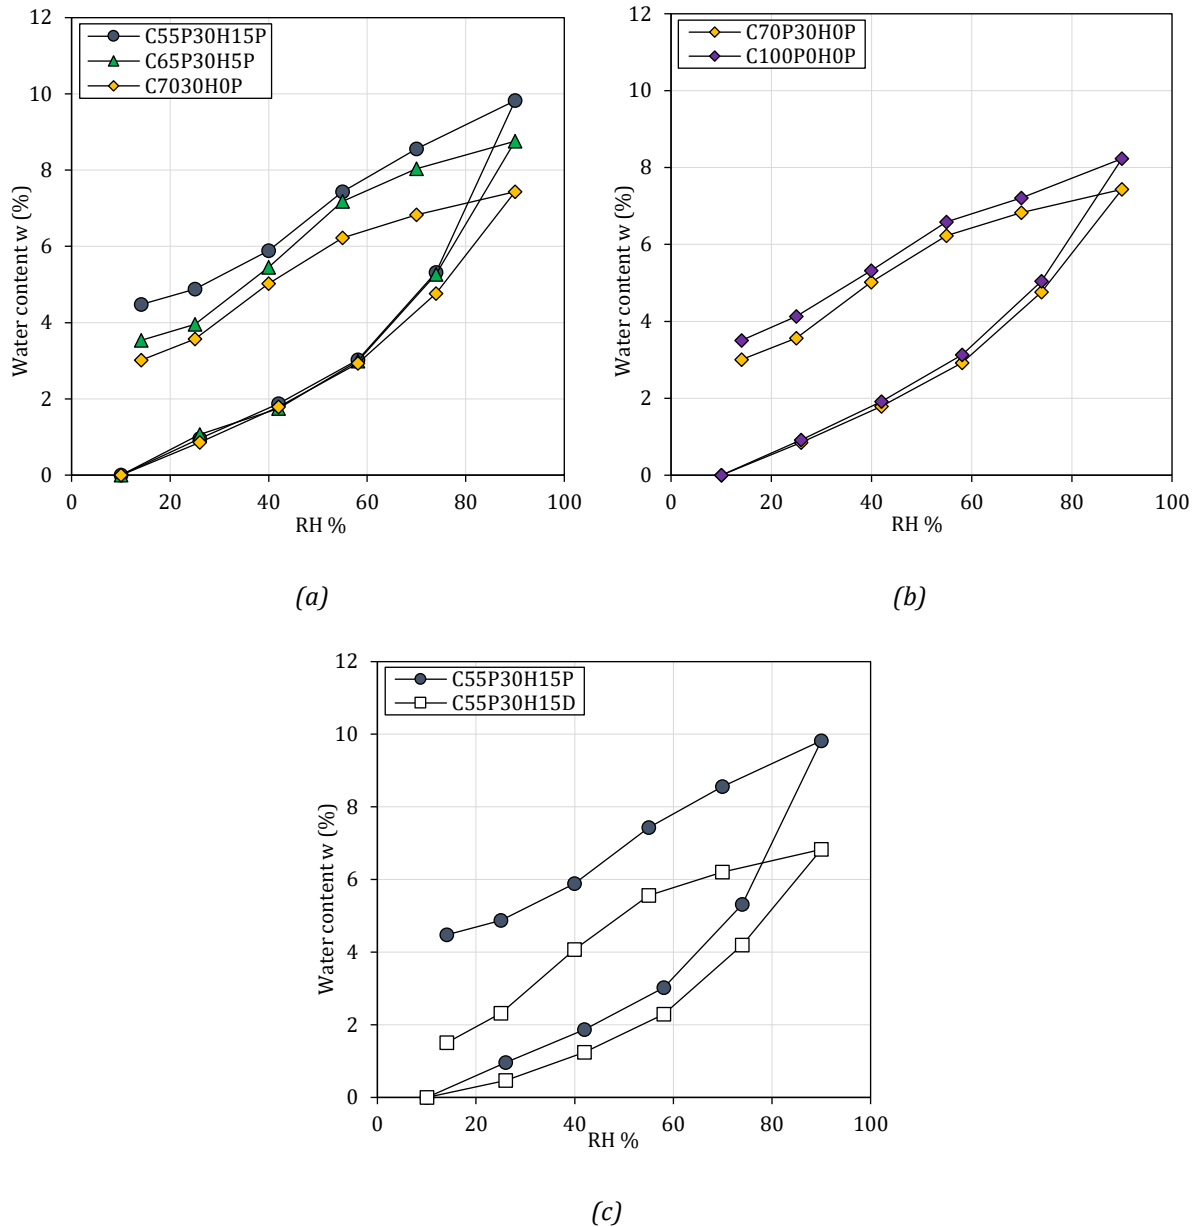 C55P30H15P
C65P30H5P
C7030H0P
Water content w (%)
12
10
8
6
4
2
0
0 20 40 60 80 100
RH %
(a)
C70P30H0P
C100P0H0P
Water content w (%)
12
10
8
6
4
2
0
0 20 40 60 80 100
RH %
(b)
C55P30H15P
C55P30H15D
Water content w (%)
12
10
8
6
4
2
0
0 20 40 60 80 100
RH %
(c)